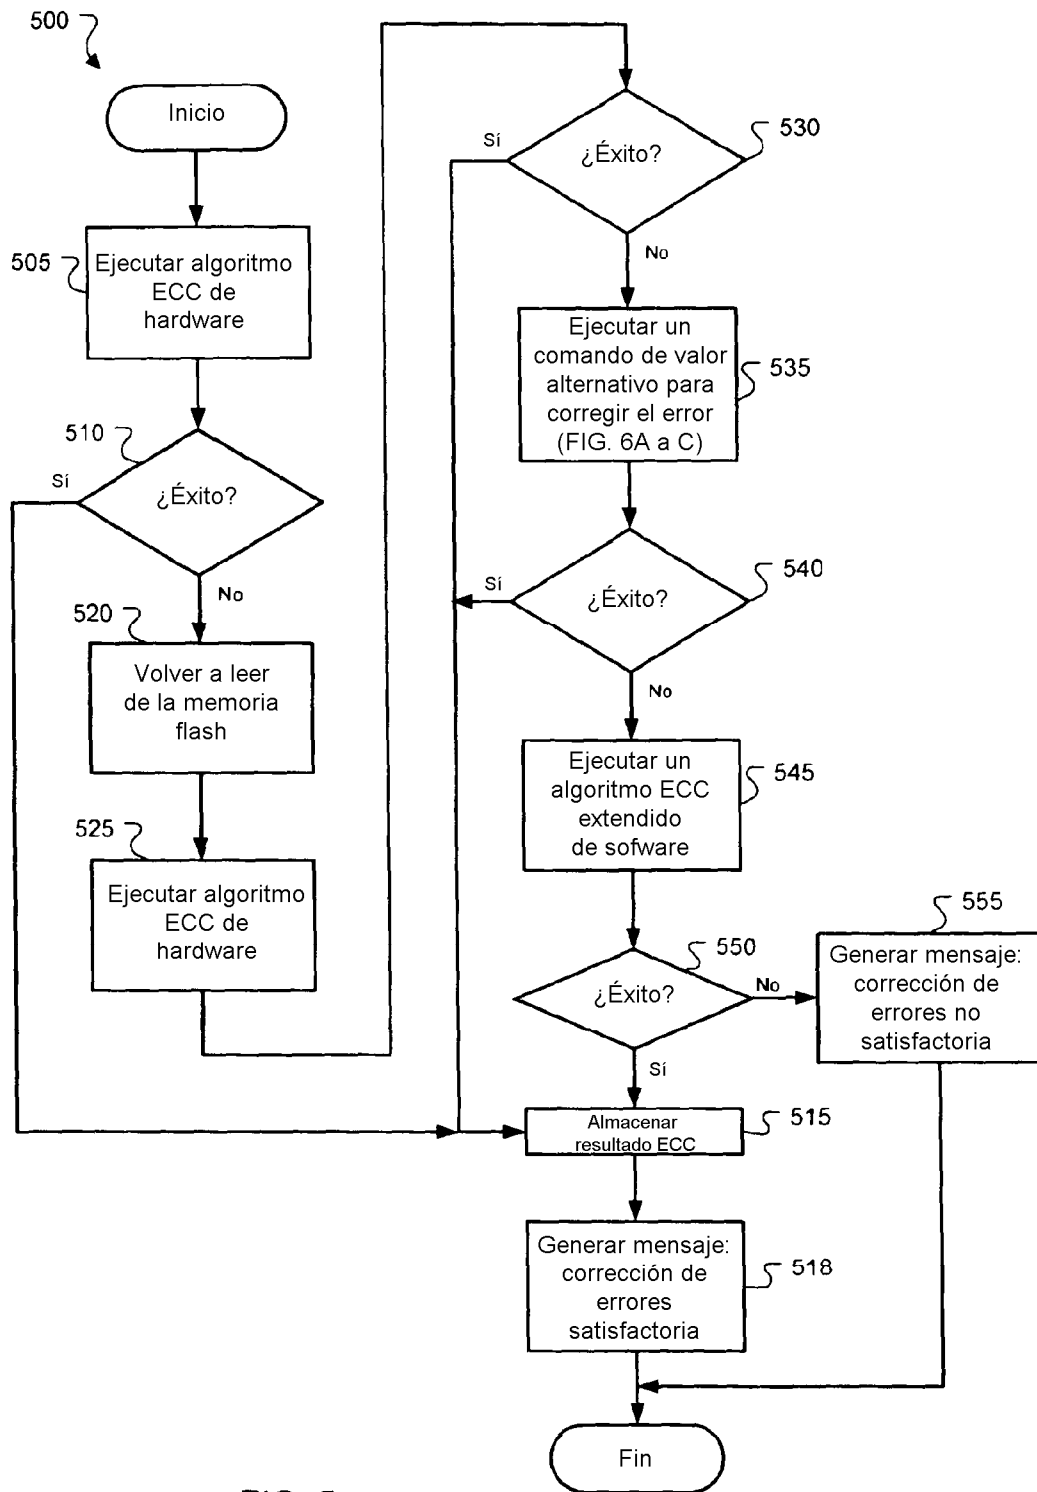 500
Inicio
505
Ejecutar algoritmo
ECC de
hardware
510
Sí
¿Éxito?
No
520
Volver a leer
de la memoria
flash
525
Ejecutar algoritmo
ECC de
hardware
530
Sí
¿Éxito?
No
Ejecutar un
comando de valor
alternativo para
corregir el error
(FIG. 6A a C)
535
540
Sí
¿Éxito?
No
Ejecutar un
algoritmo ECC
extendido
de sofware
545
550
¿Éxito?
No
Sí
555
Generar mensaje:
corrección de
errores no
satisfactoria
Almacenar
resultado ECC
515
Generar mensaje:
corrección de
errores
satisfactoria
518
Fin